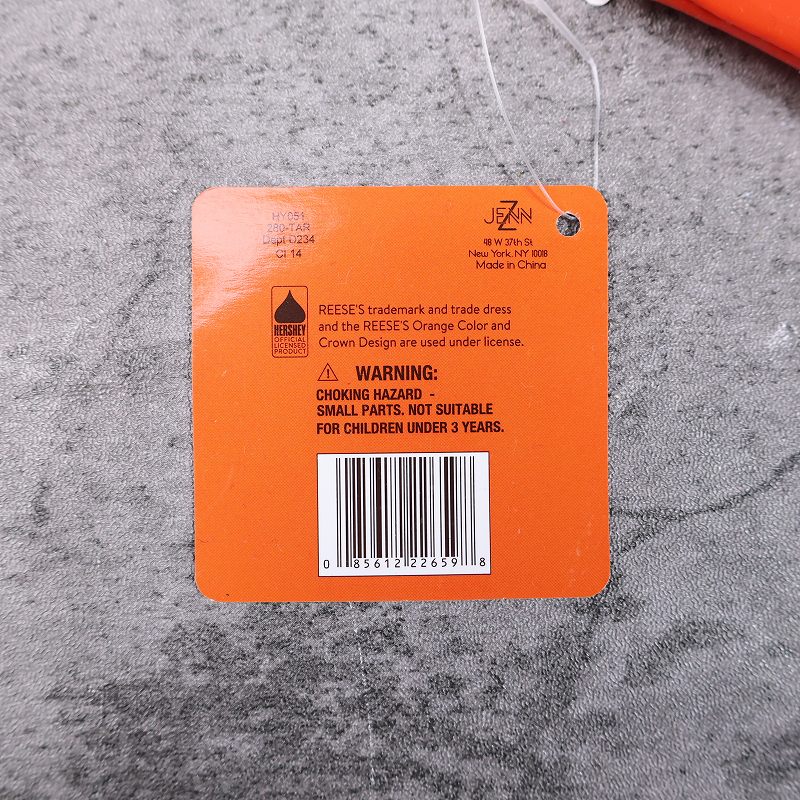 HY051
280-TAR
Dept D234
Cl 14
JENN
Z
48 W 37th St
New York, NY 10018
Made in China
HERSHEY
OFFICIAL
LICENSED
PRODUCT
REESE'S trademark and trade dress
and the REESE'S Orange Color and
Crown Design are used under license.
WARNING:
CHOKING HAZARD -
SMALL PARTS. NOT SUITABLE
FOR CHILDREN UNDER 3 YEARS.
0 85612 22659 8